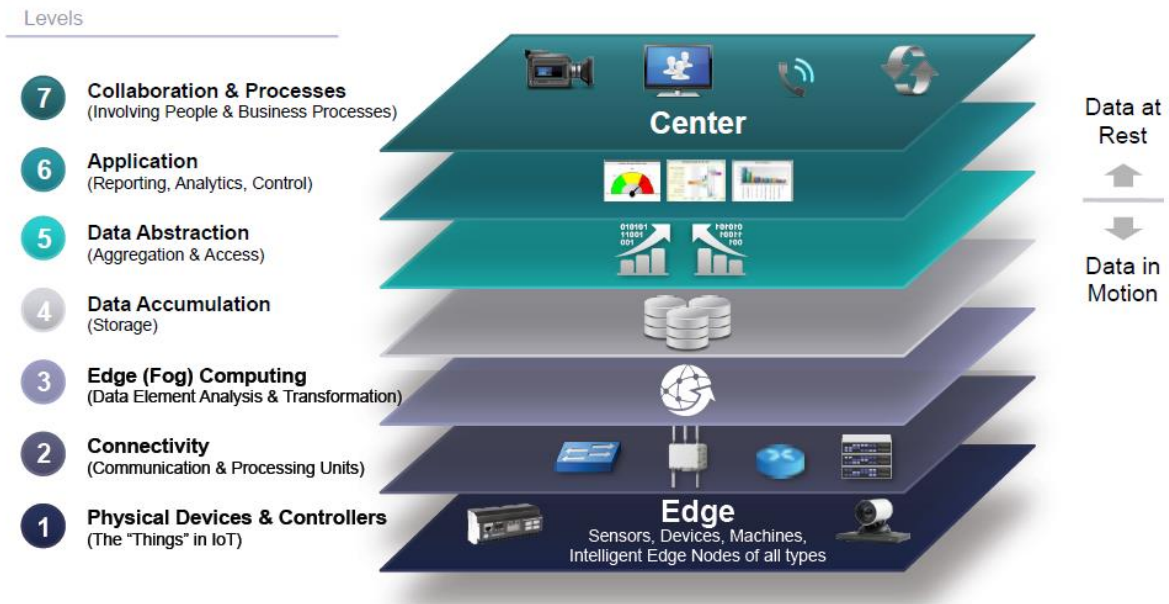 Levels
7
Collaboration & Processes
(Involving People & Business Processes)
6
Application
(Reporting, Analytics, Control)
5
Data Abstraction
(Aggregation & Access)
4
Data Accumulation
(Storage)
3
Edge (Fog) Computing
(Data Element Analysis & Transformation)
2
Connectivity
(Communication & Processing Units)
1
Physical Devices & Controllers
(The “Things” in IoT)
Center
010101
11001
001
Edge
Sensors, Devices, Machines,
Intelligent Edge Nodes of all types
Data at
Rest
Data in
Motion